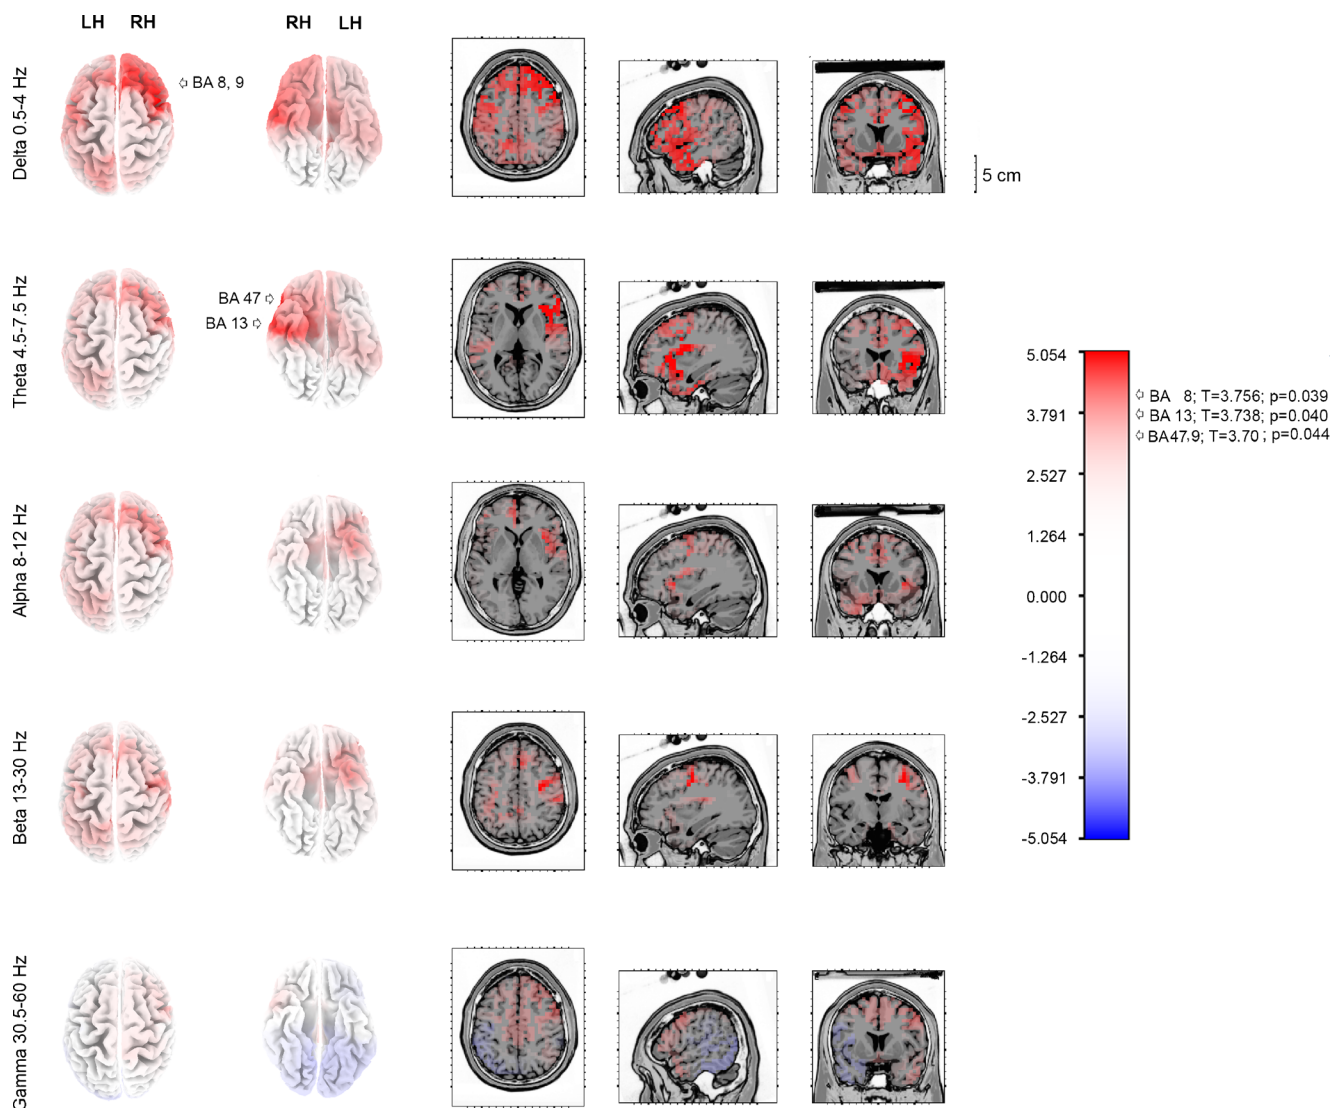 LH RH RH LH
Delta 0.5-4 Hz
BA 8, 9
5 cm
Theta 4.5-7.5 Hz
BA 47
BA 13
Alpha 8-12 Hz
Beta 13-30 Hz
Gamma 30.5-60 Hz
5.054
3.791
2.527
1.264
0.000
-1.264
-2.527
-3.791
-5.054
BA 8; T=3.756; p=0.039
BA 13; T=3.738; p=0.040
BA47,9; T=3.70 ; p=0.044